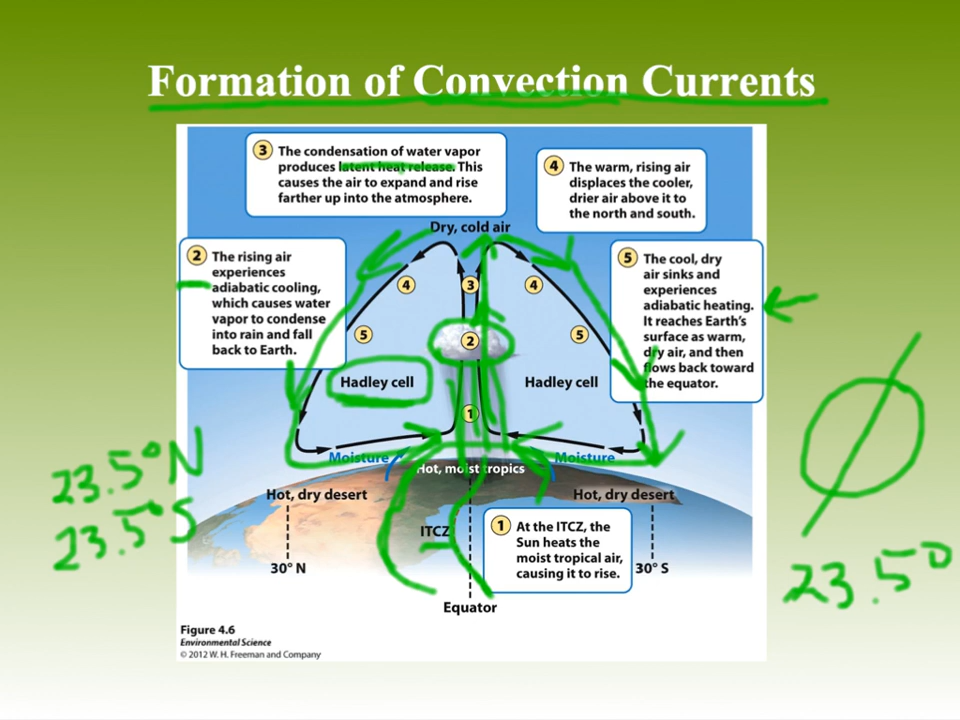 Formation of Convection Currents
3 The condensation of water vapor
produces latent heat release. This
causes the air to expand and rise
farther up into the atmosphere.
4 The warm, rising air
displaces the cooler,
drier air above it to
the north and south.
Dry, cold air
2 The rising air
experiences
adiabatic cooling,
which causes water
vapor to condense
into rain and fall
back to Earth.
5 The cool, dry
air sinks and
experiences
adiabatic heating.
It reaches Earth's
surface as warm,
dry air, and then
flows back toward
the equator.
4 3 4
5 2 5
Hadley cell Hadley cell
1
Moisture Moisture
Hot, moist tropics
23.5°N
Hot, dry desert Hot, dry desert
23.5°S
ITCZ
1 At the ITCZ, the
Sun heats the
moist tropical air,
causing it to rise.
30° N 30° S
23.5°
Equator
Figure 4.6
Environmental Science
© 2012 W. H. Freeman and Company